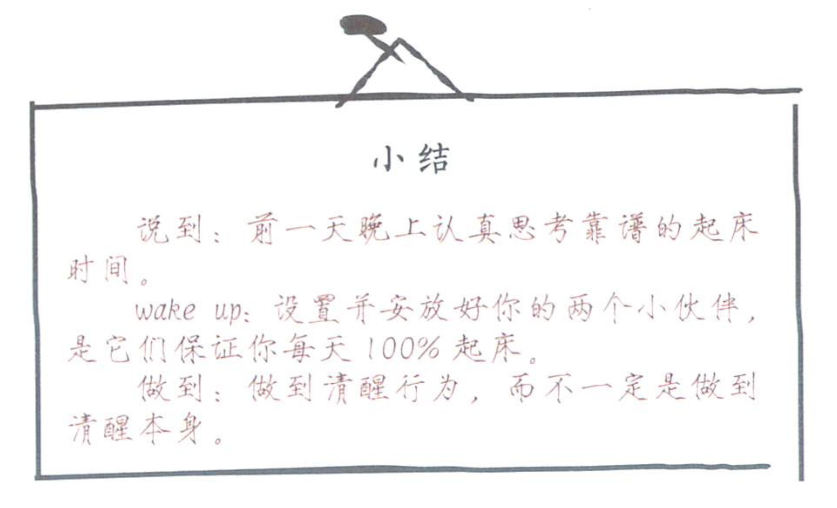 小结
说到：前一天晚上认真思考靠谱的起床
时间。
wake up：设置并安放好你的两个小伙伴，
是它们保证你每天100%起床。
做到：做到清醒行为，而不一定是做到
清醒本身。